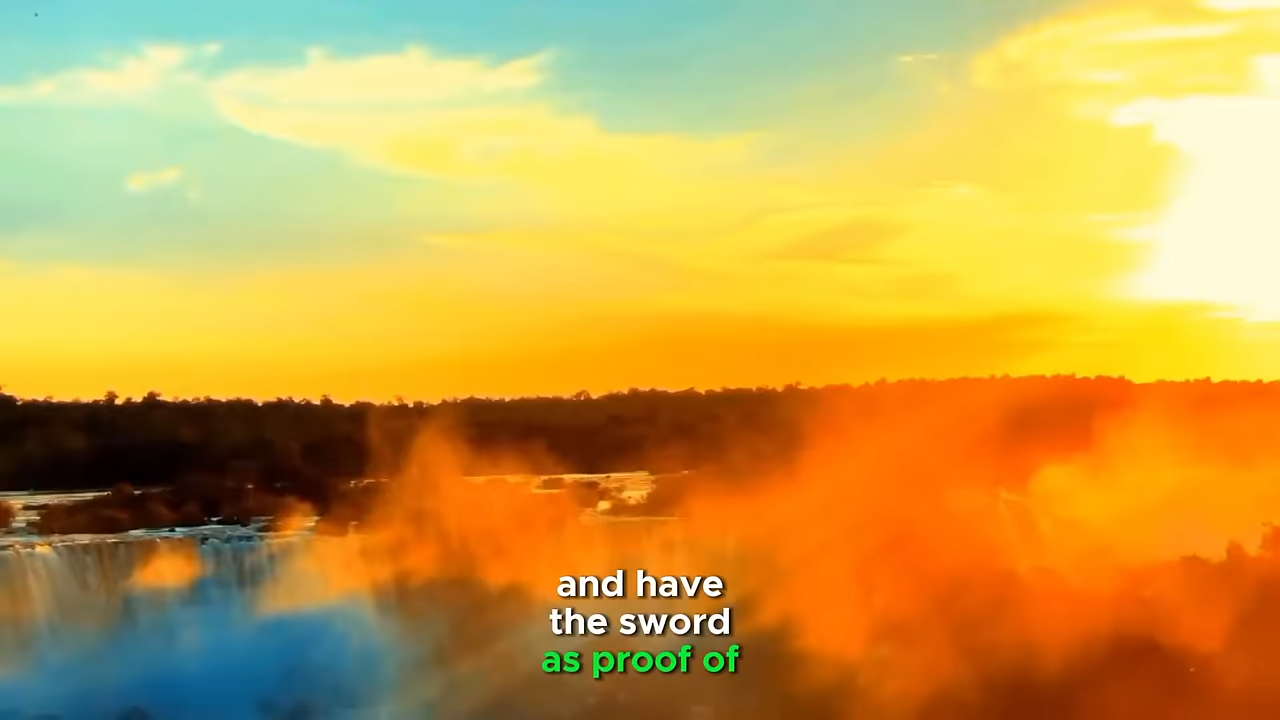 and have
the sword
as proof of